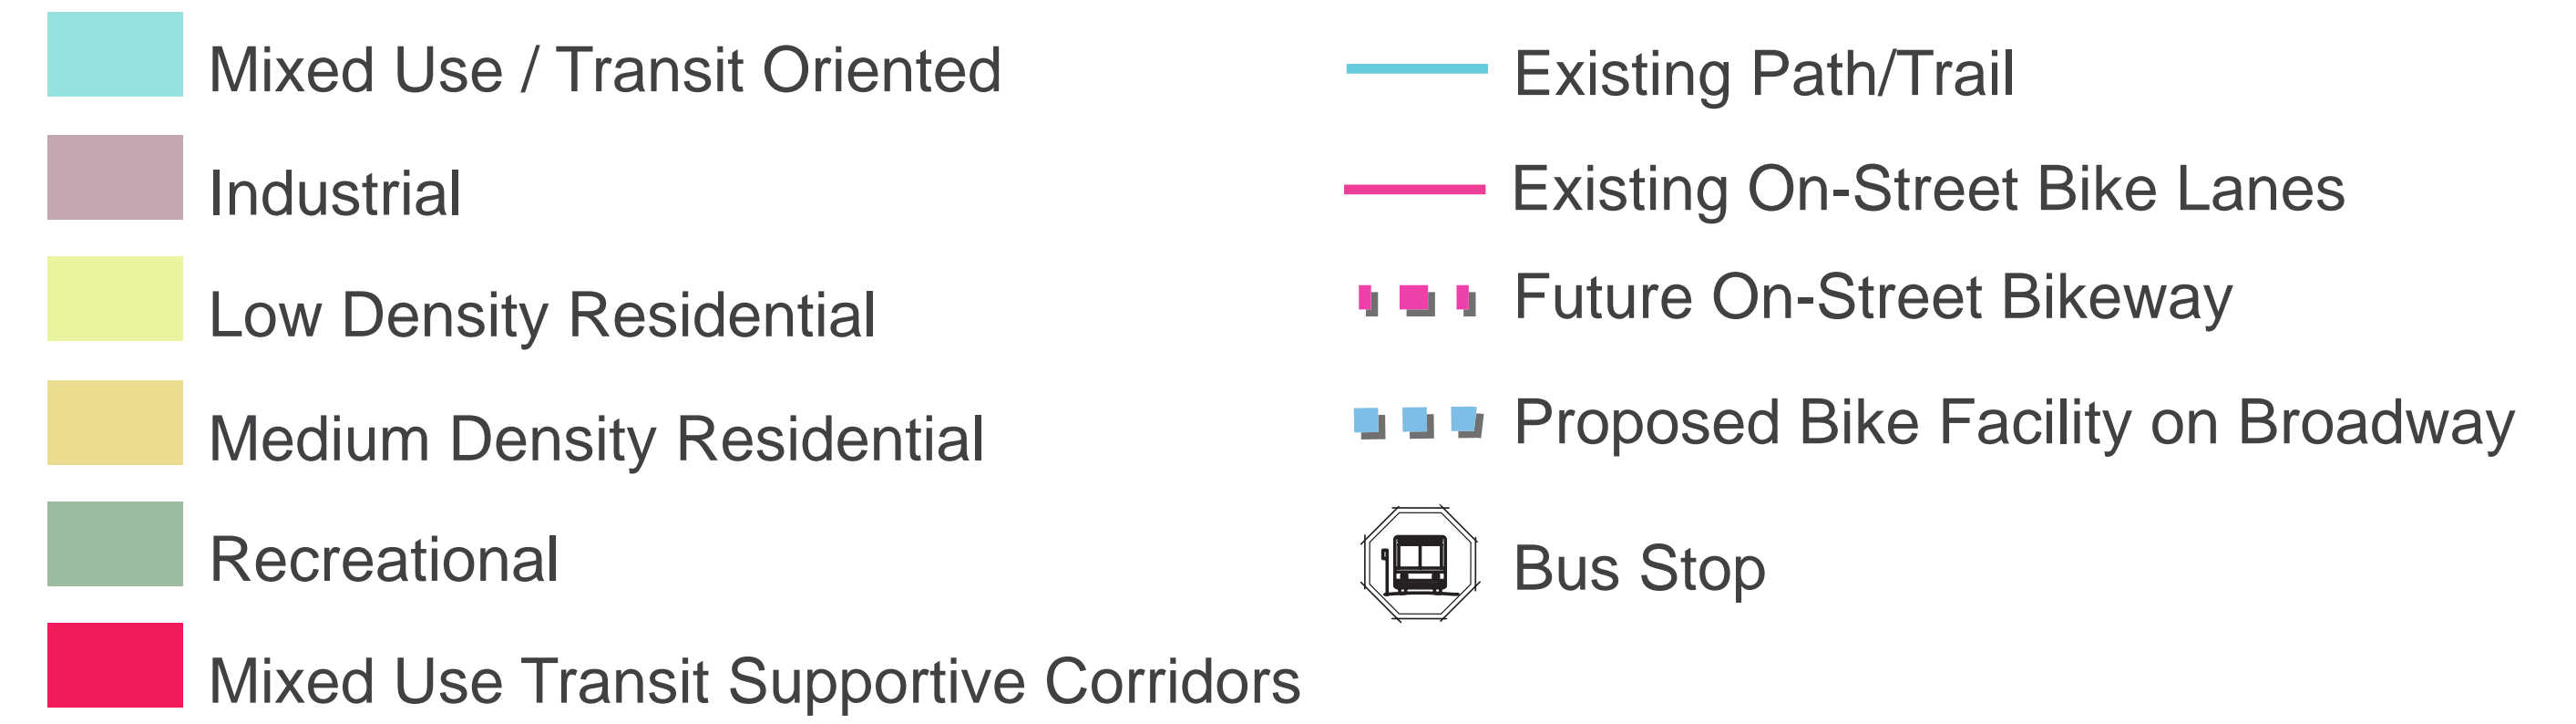 Mixed Use / Transit Oriented
Industrial
Low Density Residential
Medium Density Residential
Recreational
Mixed Use Transit Supportive Corridors
Existing Path/Trail
Existing On-Street Bike Lanes
Future On-Street Bikeway
Proposed Bike Facility on Broadway
Bus Stop